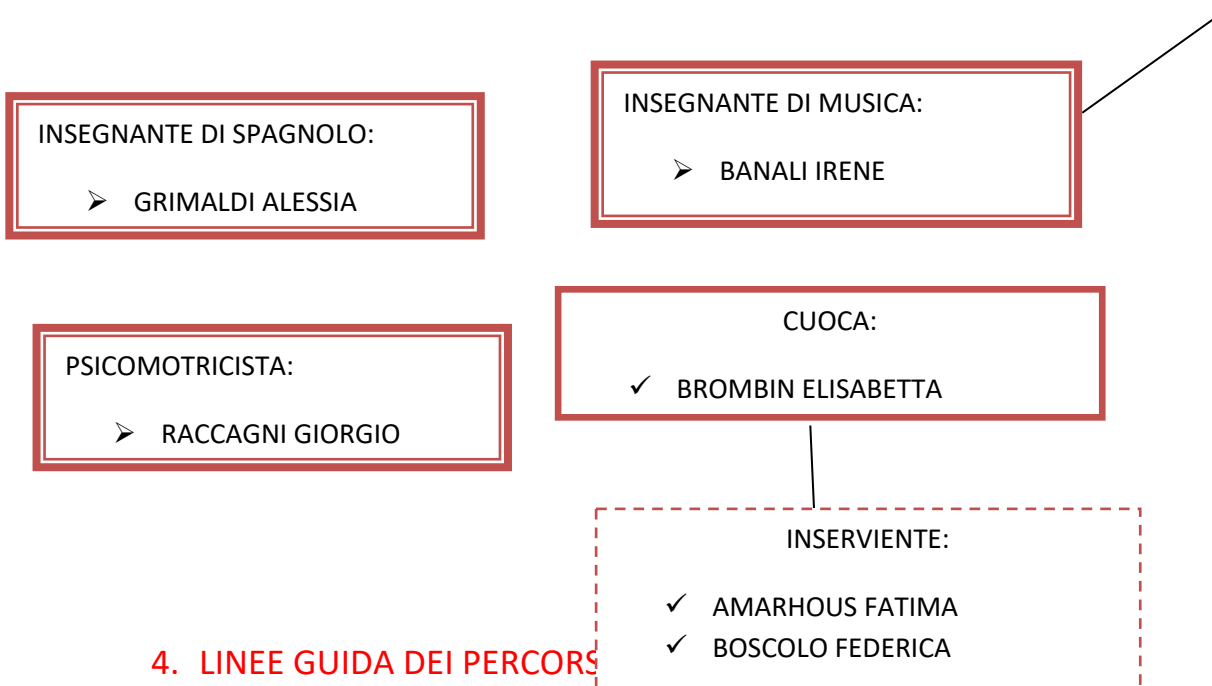 INSEGNANTE DI SPAGNOLO:
➢ GRIMALDI ALESSIA
INSEGNANTE DI MUSICA:
➢ BANALI IRENE
PSICOMOTRICISTA:
➢ RACCAGNI GIORGIO
CUOCA:
✓ BROMBIN ELISABETTA
INSERVIENTE:
✓ AMARHOUS FATIMA
✓ BOSCOLO FEDERICA
4. LINEE GUIDA DEI